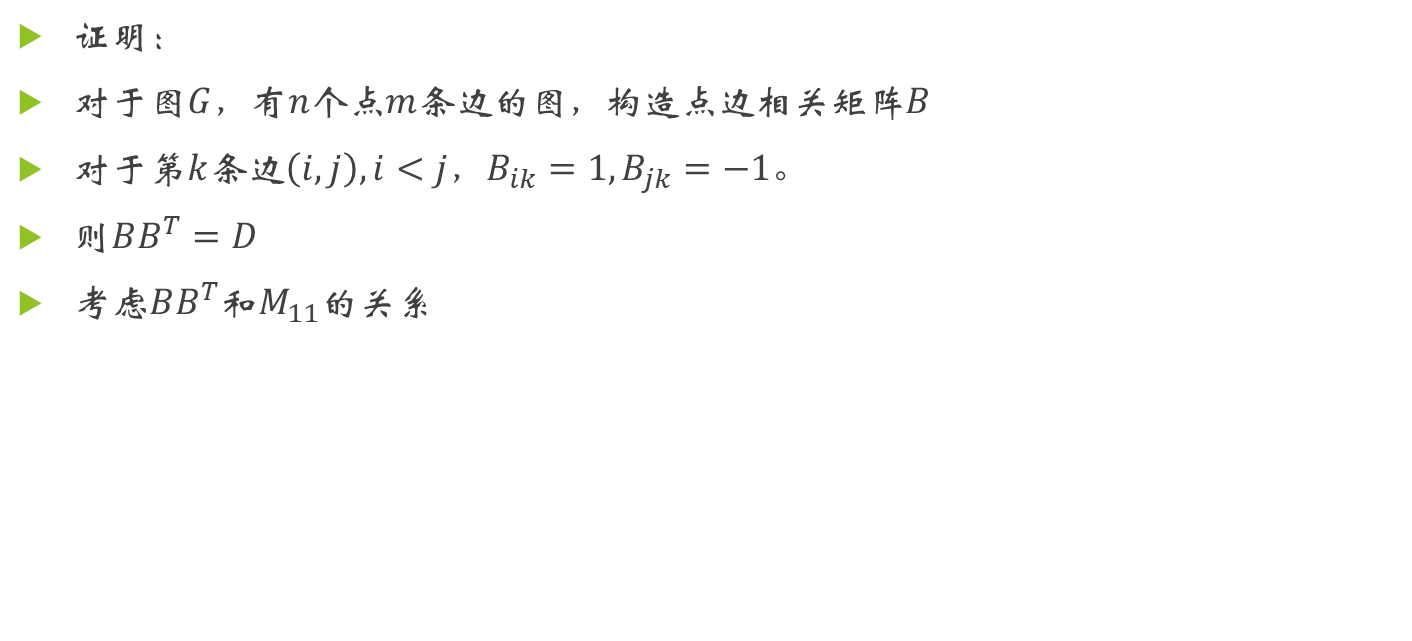 证明：
对于图G，有n个点m条边的图，构造点边相关矩阵B
对于第k条边(i,j),i < j，B_{ik} = 1,B_{jk} = −1。
则BB^T = D
考虑BB^T和M_{11}的关系